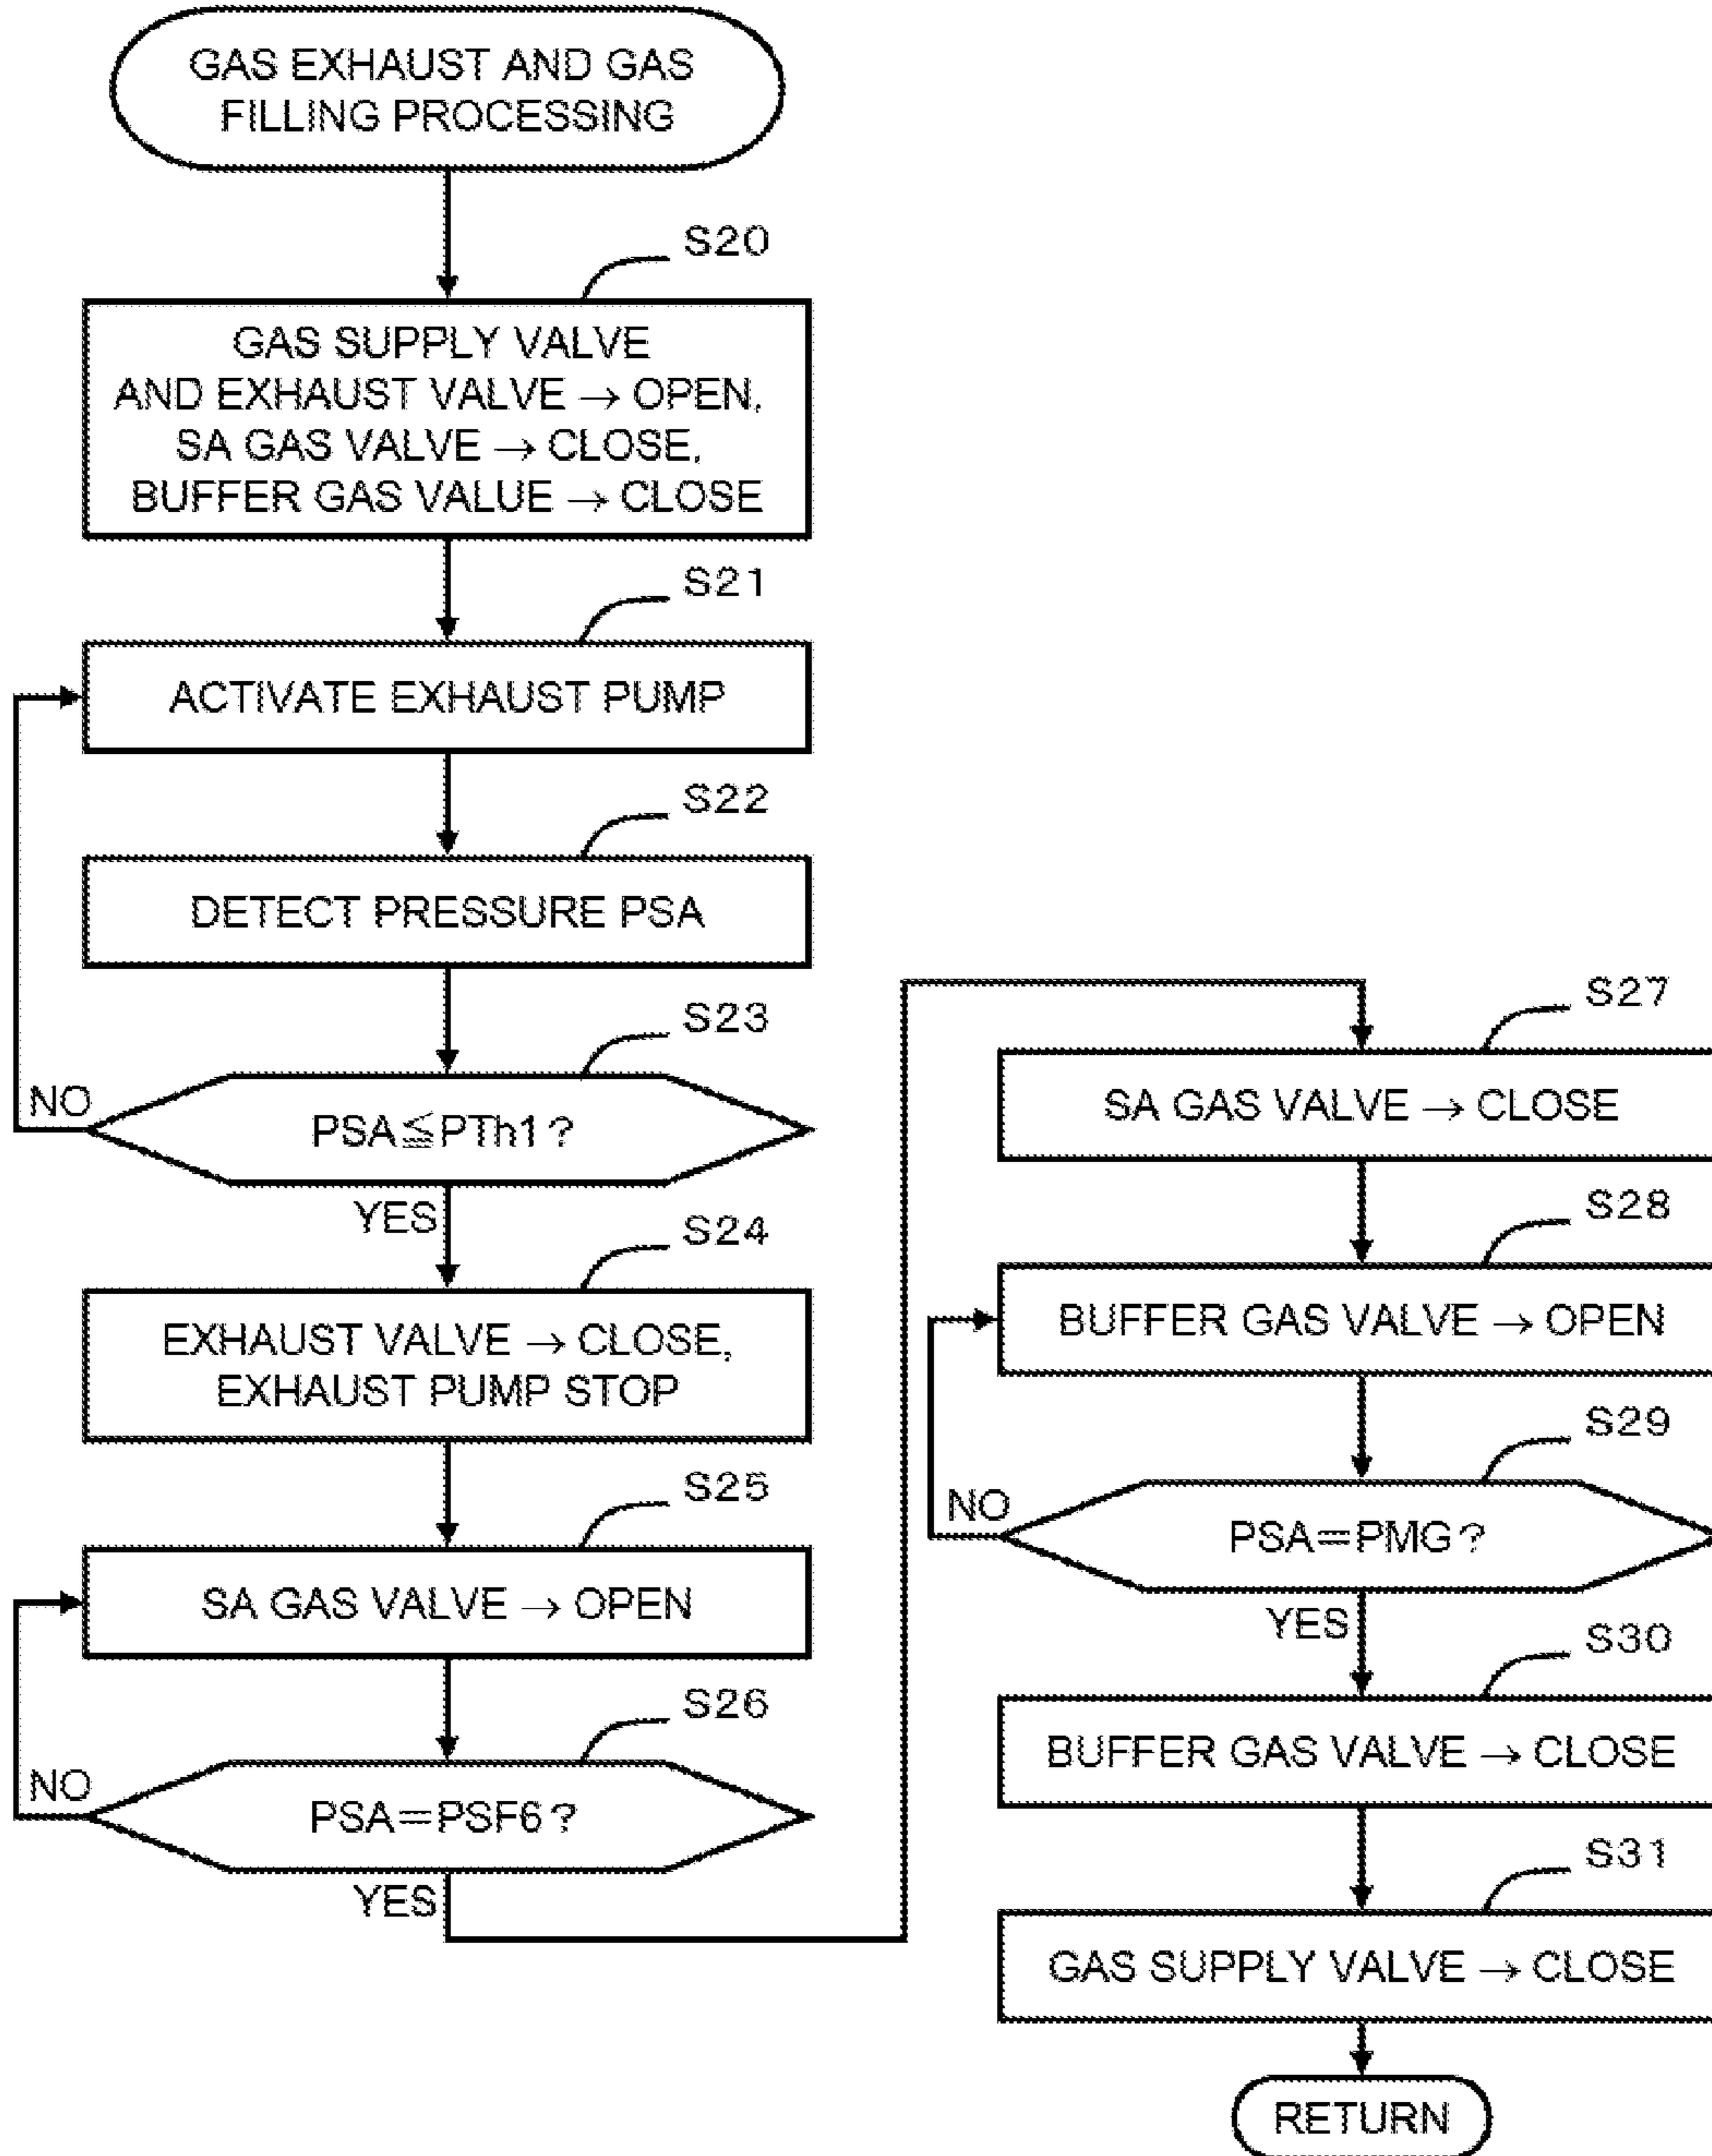 GAS EXHAUST AND GAS
FILLING PROCESSING
S20
GAS SUPPLY VALVE
AND EXHAUST VALVE → OPEN,
SA GAS VALVE → CLOSE,
BUFFER GAS VALUE → CLOSE
S21
ACTIVATE EXHAUST PUMP
S22
DETECT PRESSURE PSA
S23
NO
PSA≦PTh1?
YES
S24
EXHAUST VALVE → CLOSE,
EXHAUST PUMP STOP
S25
SA GAS VALVE → OPEN
S26
NO
PSA=PSF6?
YES
S27
SA GAS VALVE → CLOSE
S28
BUFFER GAS VALVE → OPEN
S29
NO
PSA=PMG?
YES
S30
BUFFER GAS VALVE → CLOSE
S31
GAS SUPPLY VALVE → CLOSE
RETURN